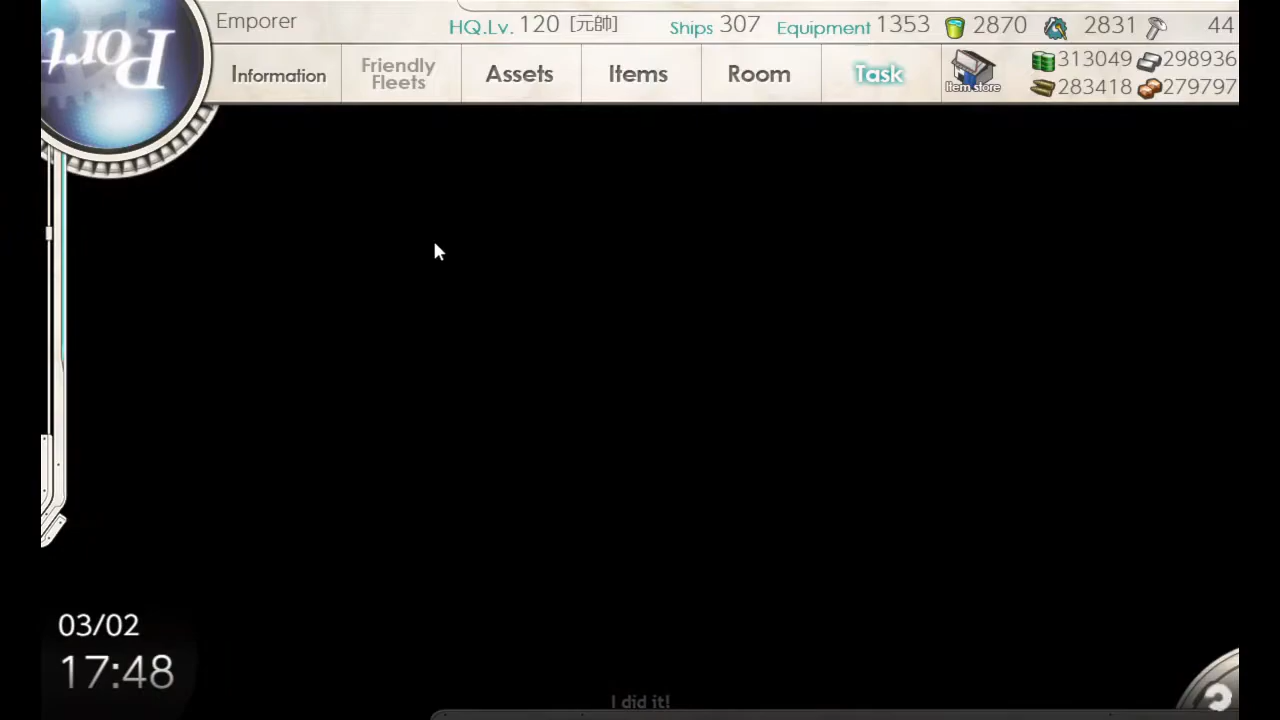 Port
Emporer
HQ.Lv. 120 [元帥]
Ships 307
Equipment 1353
2870
2831
44
Information
Friendly
Fleets
Assets
Items
Room
Task
Item store
313049
298936
283418
279797
03/02
17:48
I did it!